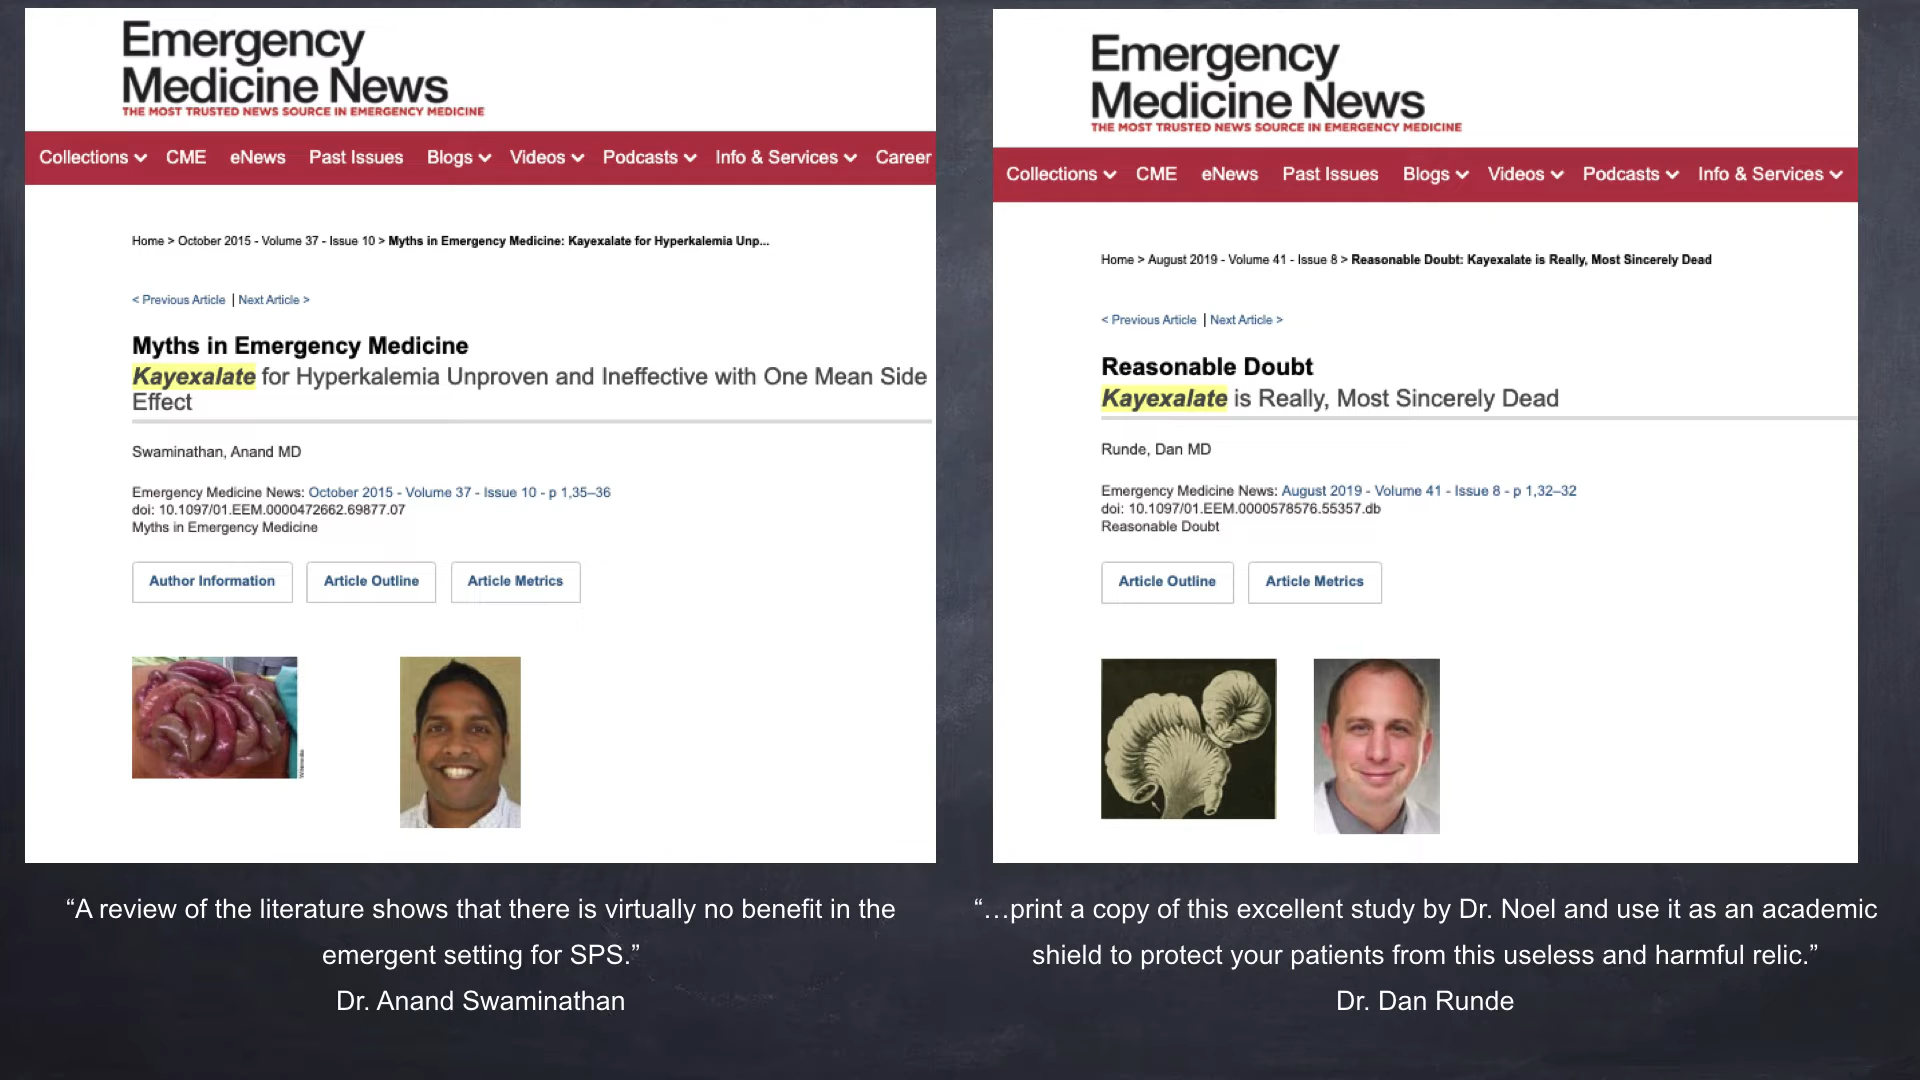 Emergency
Medicine News
THE MOST TRUSTED NEWS SOURCE IN EMERGENCY MEDICINE
Collections CME eNews Past Issues Blogs Videos Podcasts Info & Services Career
Home > October 2015 - Volume 37 - Issue 10 > Myths in Emergency Medicine: Kayexalate for Hyperkalemia Unp...
< Previous Article | Next Article >
Myths in Emergency Medicine
Kayexalate for Hyperkalemia Unproven and Ineffective with One Mean Side
Effect
Swaminathan, Anand MD
Emergency Medicine News: October 2015 - Volume 37 - Issue 10 - p 1,35–36
doi: 10.1097/01.EEM.0000472662.69877.07
Myths in Emergency Medicine
Author Information Article Outline Article Metrics
“A review of the literature shows that there is virtually no benefit in the
emergent setting for SPS.”
Dr. Anand Swaminathan
Emergency
Medicine News
THE MOST TRUSTED NEWS SOURCE IN EMERGENCY MEDICINE
Collections CME eNews Past Issues Blogs Videos Podcasts Info & Services
Home > August 2019 - Volume 41 - Issue 8 > Reasonable Doubt: Kayexalate is Really, Most Sincerely Dead
< Previous Article | Next Article >
Reasonable Doubt
Kayexalate is Really, Most Sincerely Dead
Runde, Dan MD
Emergency Medicine News: August 2019 - Volume 41 - Issue 8 - p 1,32–32
doi: 10.1097/01.EEM.0000578576.55357.db
Reasonable Doubt
Article Outline Article Metrics
“…print a copy of this excellent study by Dr. Noel and use it as an academic
shield to protect your patients from this useless and harmful relic.”
Dr. Dan Runde